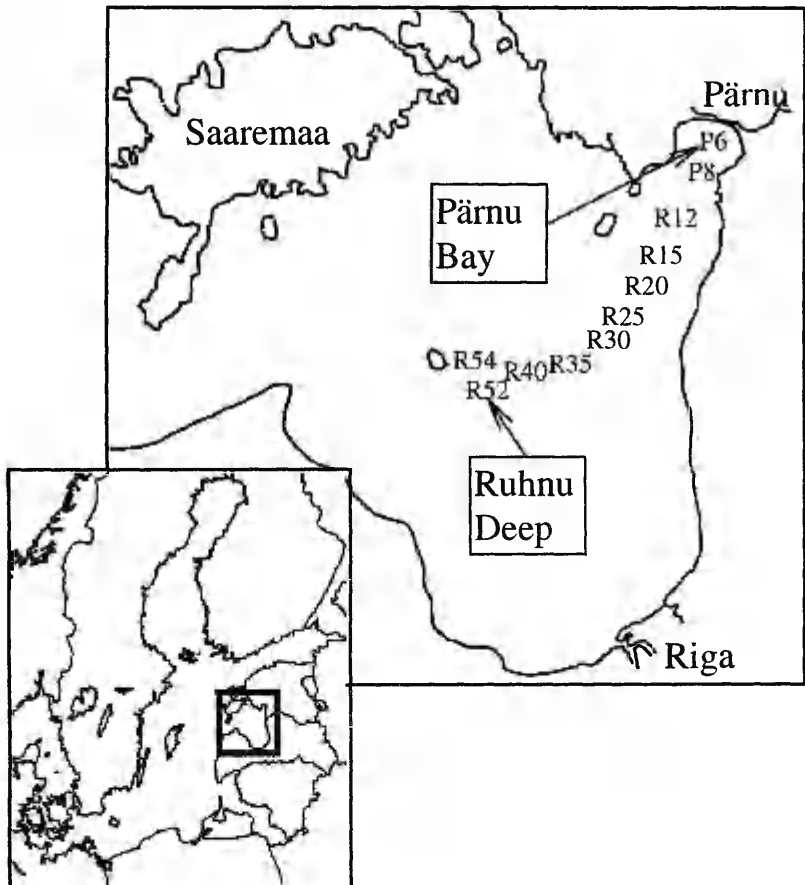 Pärnu
Saaremaa
P6
P8
Pärnu
Bay
R12
R15
R20
R25
R30
R54
R40
R35
R52
Ruhnu
Deep
Riga